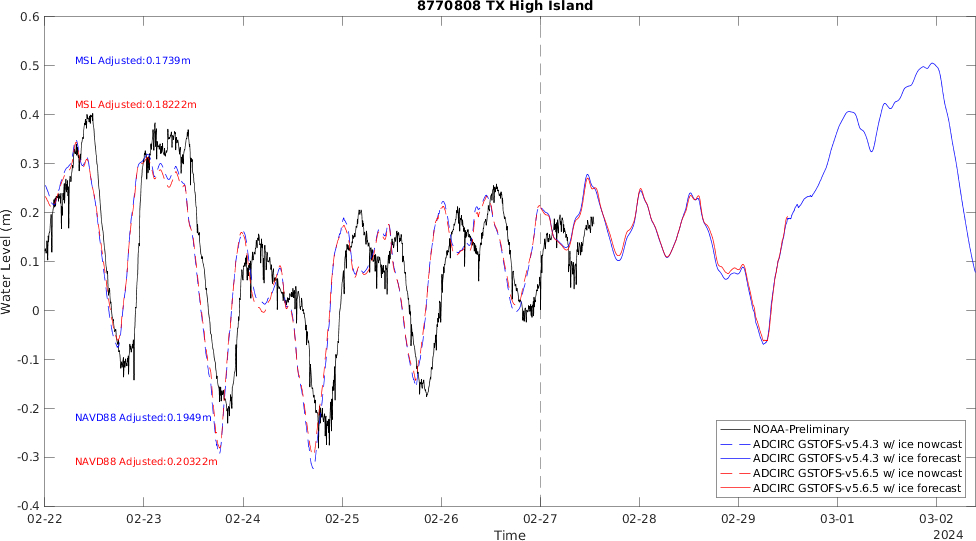 8770808 TX High Island
0.6
0.5
0.4
0.3
0.2
0.1
0
-0.1
-0.2
-0.3
-0.4
Water Level (m)
MSL Adjusted:0.1739m
MSL Adjusted:0.18222m
NAVD88 Adjusted:0.1949m
NAVD88 Adjusted:0.20322m
NOAA-Preliminary
ADCIRC GSTOFS-v5.4.3 w/ ice nowcast
ADCIRC GSTOFS-v5.4.3 w/ ice forecast
ADCIRC GSTOFS-v5.6.5 w/ ice nowcast
ADCIRC GSTOFS-v5.6.5 w/ ice forecast
02-22 02-23 02-24 02-25 02-26 02-27 02-28 02-29 03-01 03-02
Time
2024